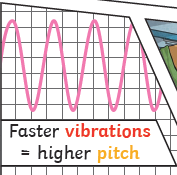 Faster vibrations
= higher pitch